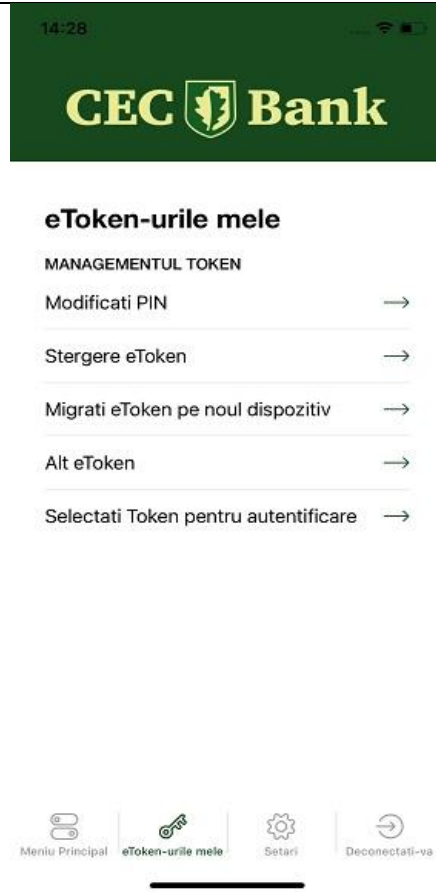 14:28
CEC Bank
eToken-urile mele
MANAGEMENTUL TOKEN
Modificati PIN
Stergere eToken
Migrati eToken pe noul dispozitiv
Alt eToken
Selectati Token pentru autentificare
Meniu Principal eToken-urile mele Setari Deconectati-va